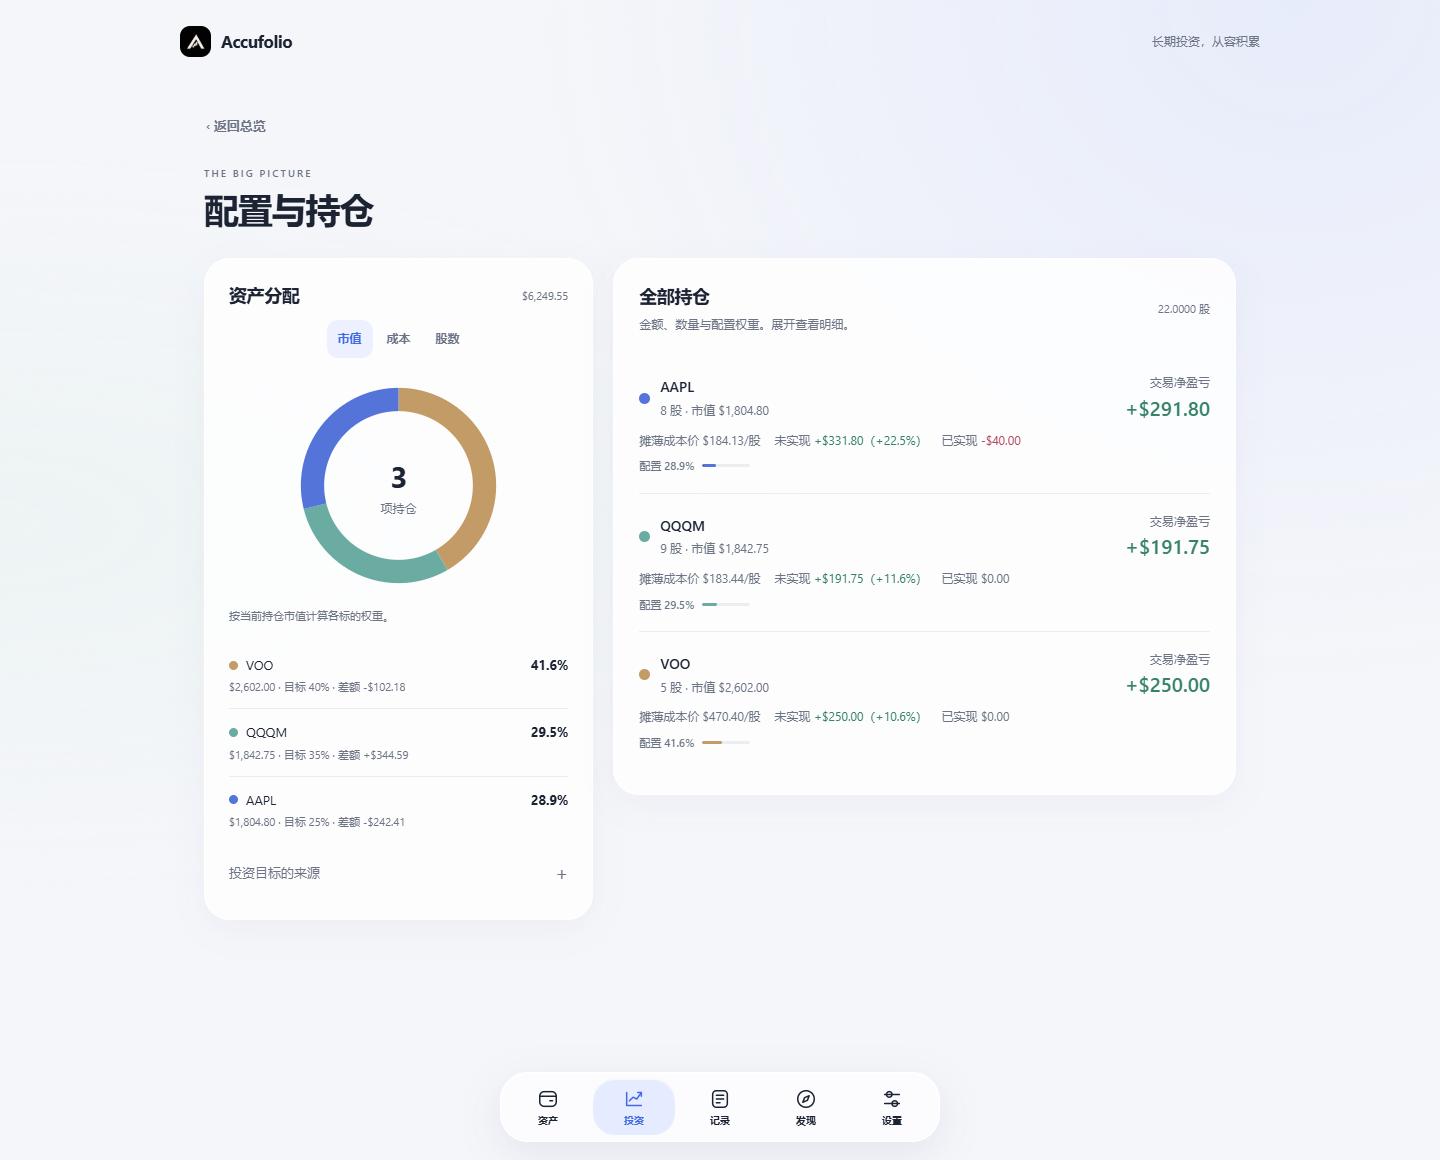 Accufolio
长期投资，从容积累
‹ 返回总览
THE BIG PICTURE
配置与持仓
资产分配
$6,249.55
市值 成本 股数
3
项持仓
按当前持仓市值计算各标的权重。
VOO 41.6%
$2,602.00 · 目标 40% · 差额 -$102.18
QQQM 29.5%
$1,842.75 · 目标 35% · 差额 +$344.59
AAPL 28.9%
$1,804.80 · 目标 25% · 差额 -$242.41
投资目标的来源 +
全部持仓
金额、数量与配置权重。展开查看明细。
22.0000 股
AAPL
8 股 · 市值 $1,804.80
交易净盈亏
+$291.80
摊薄成本价 $184.13/股 未实现 +$331.80 (+22.5%) 已实现 -$40.00
配置 28.9%
QQQM
9 股 · 市值 $1,842.75
交易净盈亏
+$191.75
摊薄成本价 $183.44/股 未实现 +$191.75 (+11.6%) 已实现 $0.00
配置 29.5%
VOO
5 股 · 市值 $2,602.00
交易净盈亏
+$250.00
摊薄成本价 $470.40/股 未实现 +$250.00 (+10.6%) 已实现 $0.00
配置 41.6%
资产 投资 记录 发现 设置